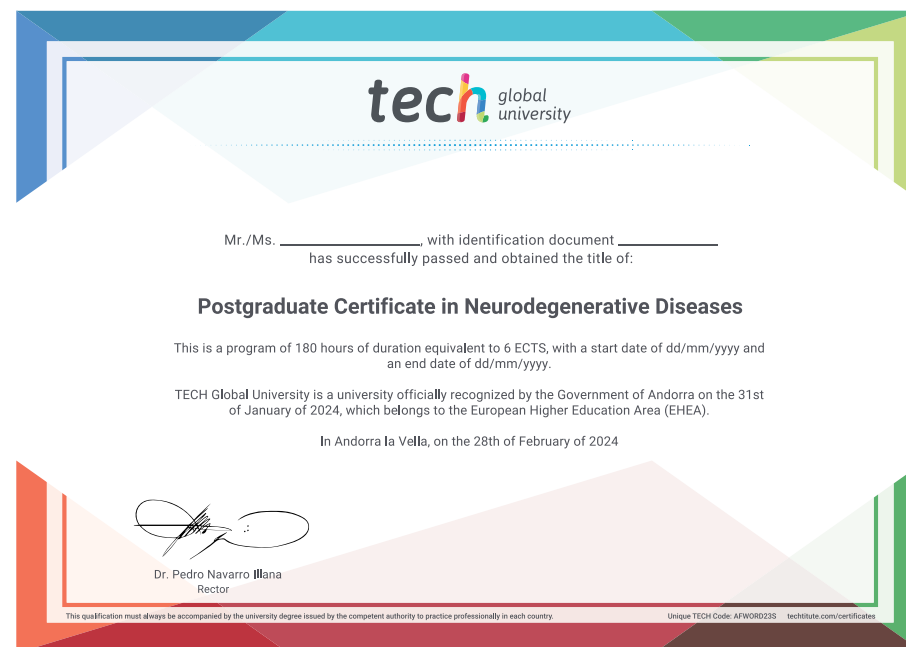 tech global university
Mr./Ms. ____________, with identification document ____________
has successfully passed and obtained the title of:
Postgraduate Certificate in Neurodegenerative Diseases
This is a program of 180 hours of duration equivalent to 6 ECTS, with a start date of dd/mm/yyyy and
an end date of dd/mm/yyyy.
TECH Global University is a university officially recognized by the Government of Andorra on the 31st
of January of 2024, which belongs to the European Higher Education Area (EHEA).
In Andorra la Vella, on the 28th of February of 2024
Dr. Pedro Navarro Illana
Rector
This qualification must always be accompanied by the university degree issued by the competent authority to practice professionally in each country. Unique TECH Code: AFWORD23S techtitute.com/certificates